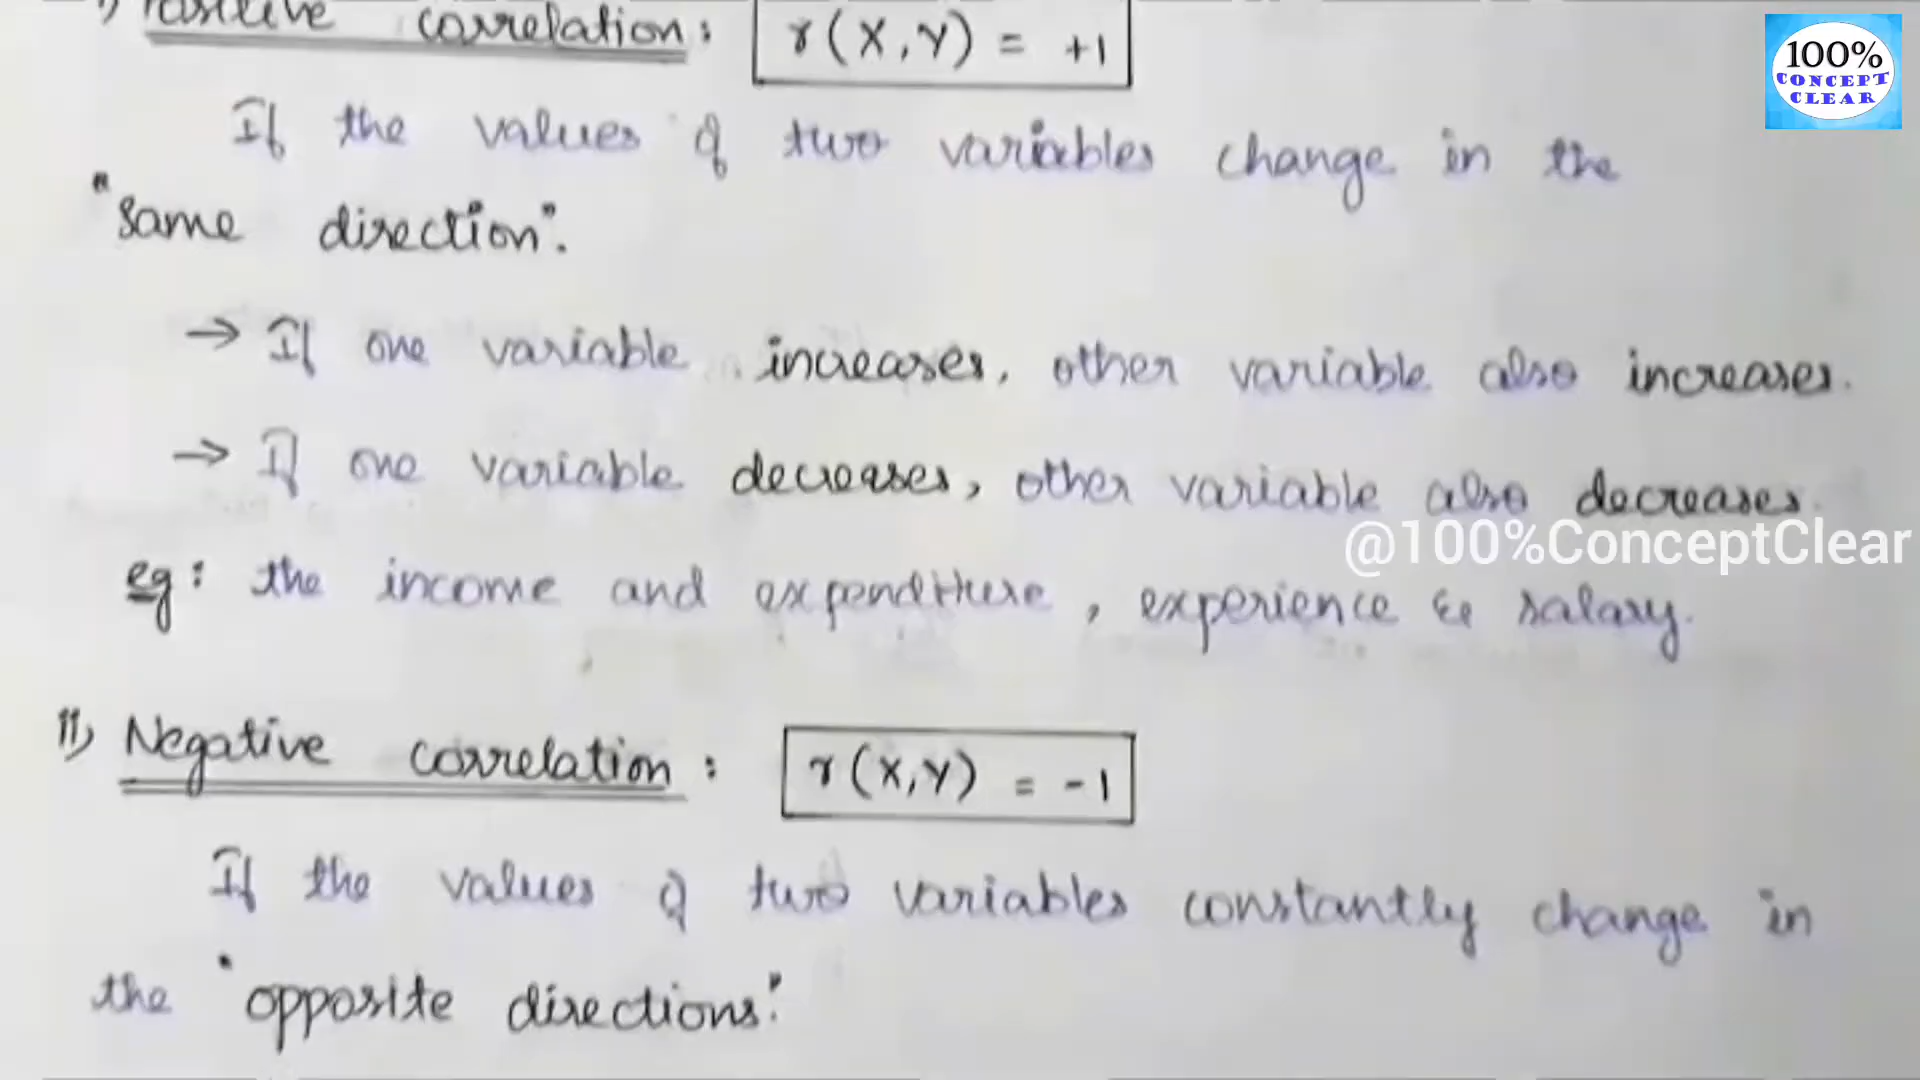 i) Positive correlation : r(X,Y) = +1
100%
CONCEPT
CLEAR
If the values of two variables change in the
"same direction".
→ If one variable increases, other variable also increases.
→ If one variable decreases, other variable also decreases.
@100%ConceptClear
eg : the income and expenditure , experience & salary.
ii) Negative correlation : r(X,Y) = -1
If the values of two variables constantly change in
the "opposite directions".